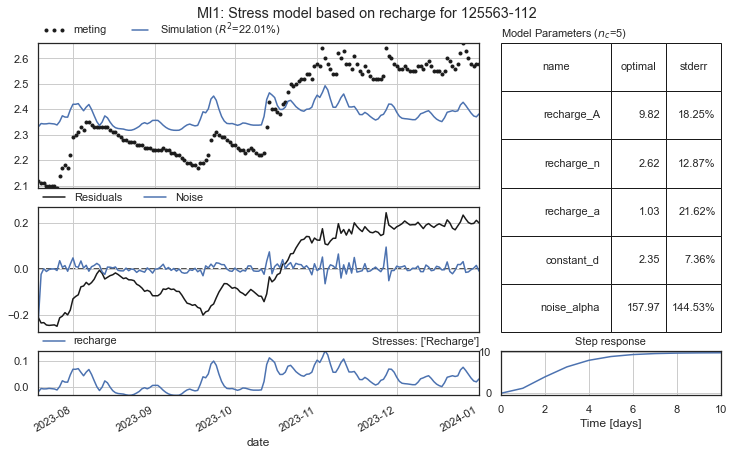 MI1: Stress model based on recharge for 125563-112
meting
Simulation (R²=22.01%)
2.6
2.5
2.4
2.3
2.2
2.1
Residuals
Noise
0.2
0.0
−0.2
recharge
Stresses: ['Recharge']
0.1
0.0
2023-08
2023-09
2023-10
2023-11
2023-12
2024-01
date
Model Parameters (n_c=5)
name optimal stderr
recharge_A 9.82 18.25%
recharge_n 2.62 12.87%
recharge_a 1.03 21.62%
constant_d 2.35 7.36%
noise_alpha 157.97 144.53%
Step response
10
0
0 2 4 6 8 10
Time [days]